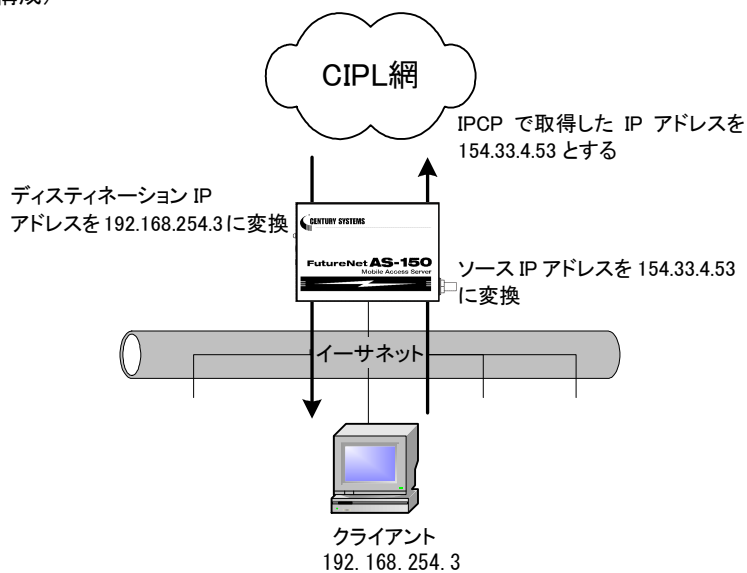 CIPL網
IPCP で取得した IP アドレスを
154.33.4.53 とする
ディスティネーション IP
アドレスを 192.168.254.3 に変換
CENTURY SYSTEMS
FutureNet AS-150
Mobile Access Server
ソース IP アドレスを 154.33.4.53
に変換
イーサネット
クライアント
192.168.254.3